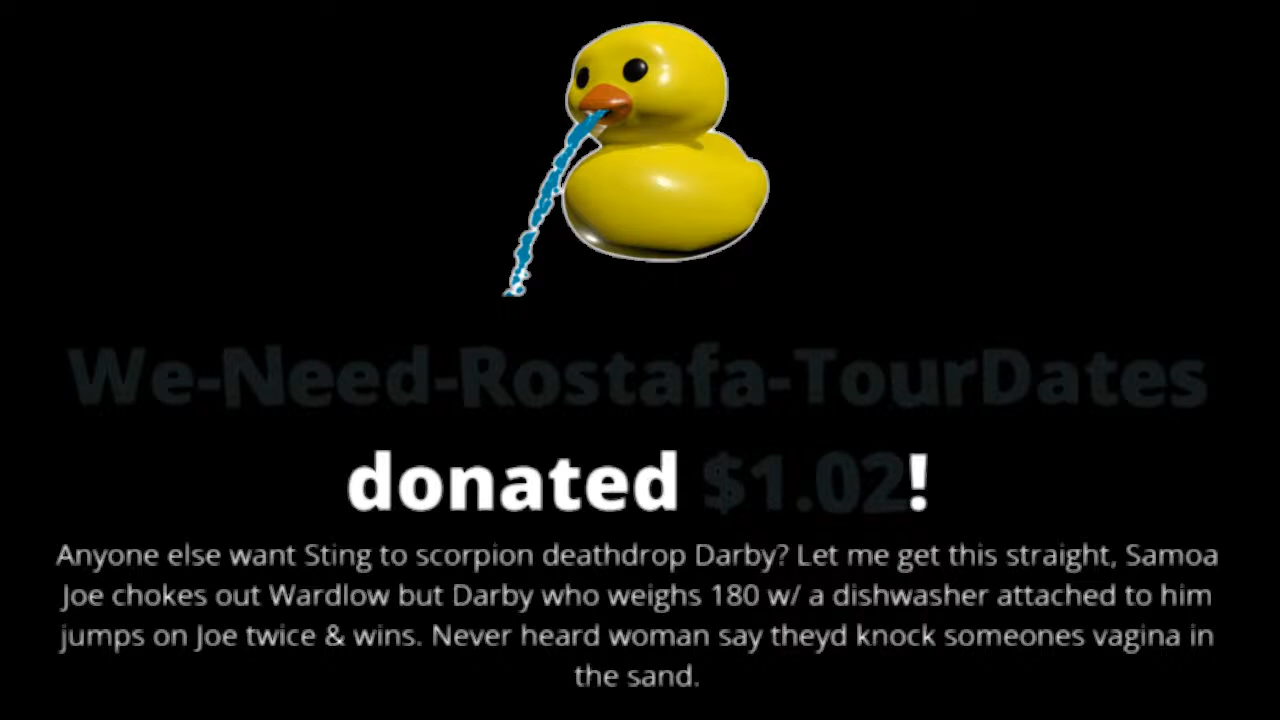 We-Need-Rostafa-TourDates
donated $1.02!
Anyone else want Sting to scorpion deathdrop Darby? Let me get this straight, Samoa
Joe chokes out Wardlow but Darby who weighs 180 w/ a dishwasher attached to him
jumps on Joe twice & wins. Never heard woman say theyd knock someones vagina in
the sand.